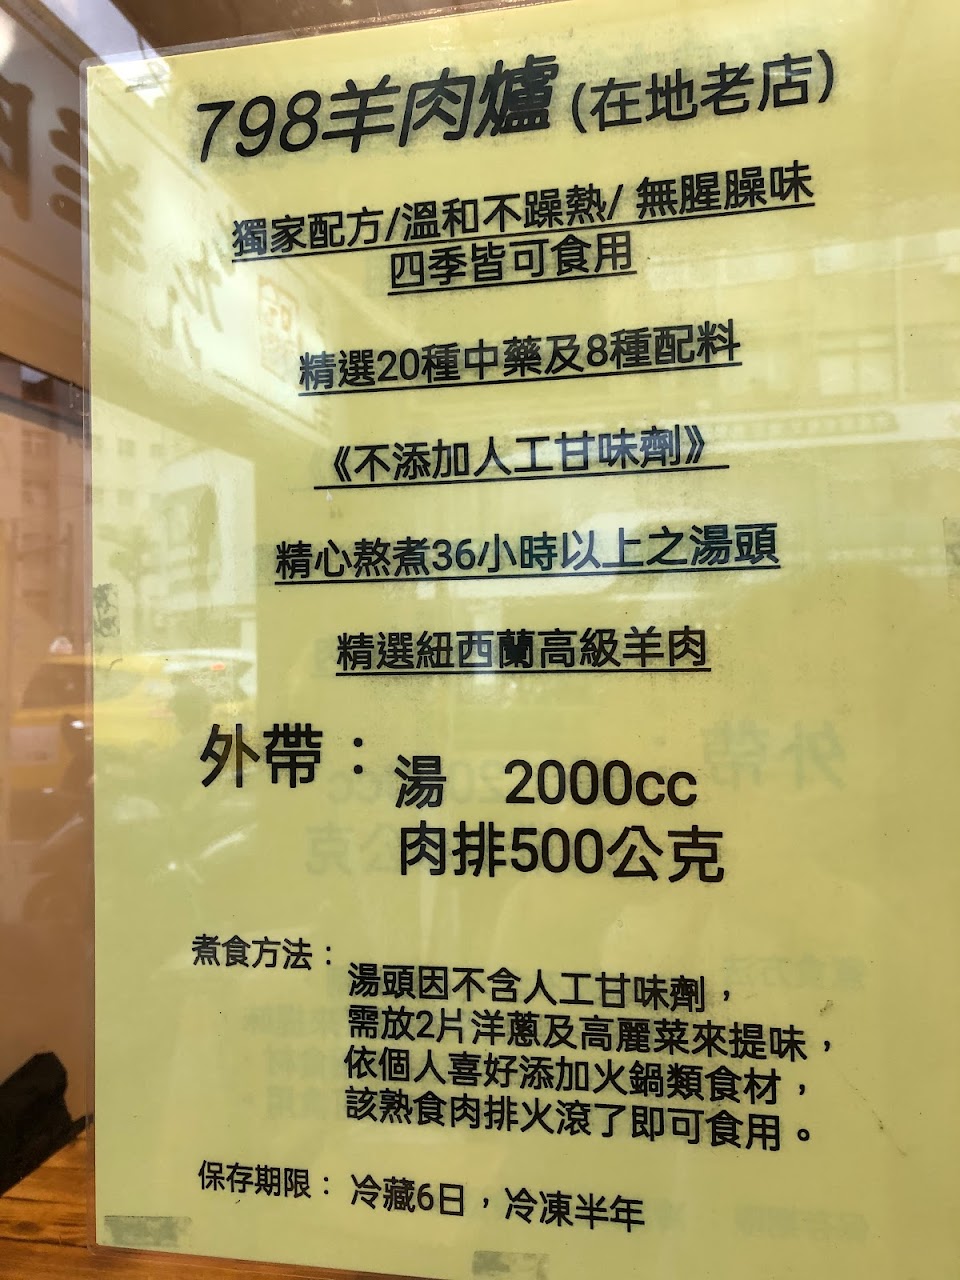 798羊肉爐(在地老店)
獨家配方/溫和不躁熱/ 無腥臊味
四季皆可食用
精選20種中藥及8種配料
《不添加人工甘味劑》
精心熬煮36小時以上之湯頭
精選紐西蘭高級羊肉
外帶：湯 2000cc
肉排500公克
煮食方法：湯頭因不含人工甘味劑，
需放2片洋蔥及高麗菜來提味，
依個人喜好添加火鍋類食材，
該熟食肉排火滾了即可食用。
保存期限：冷藏6日，冷凍半年